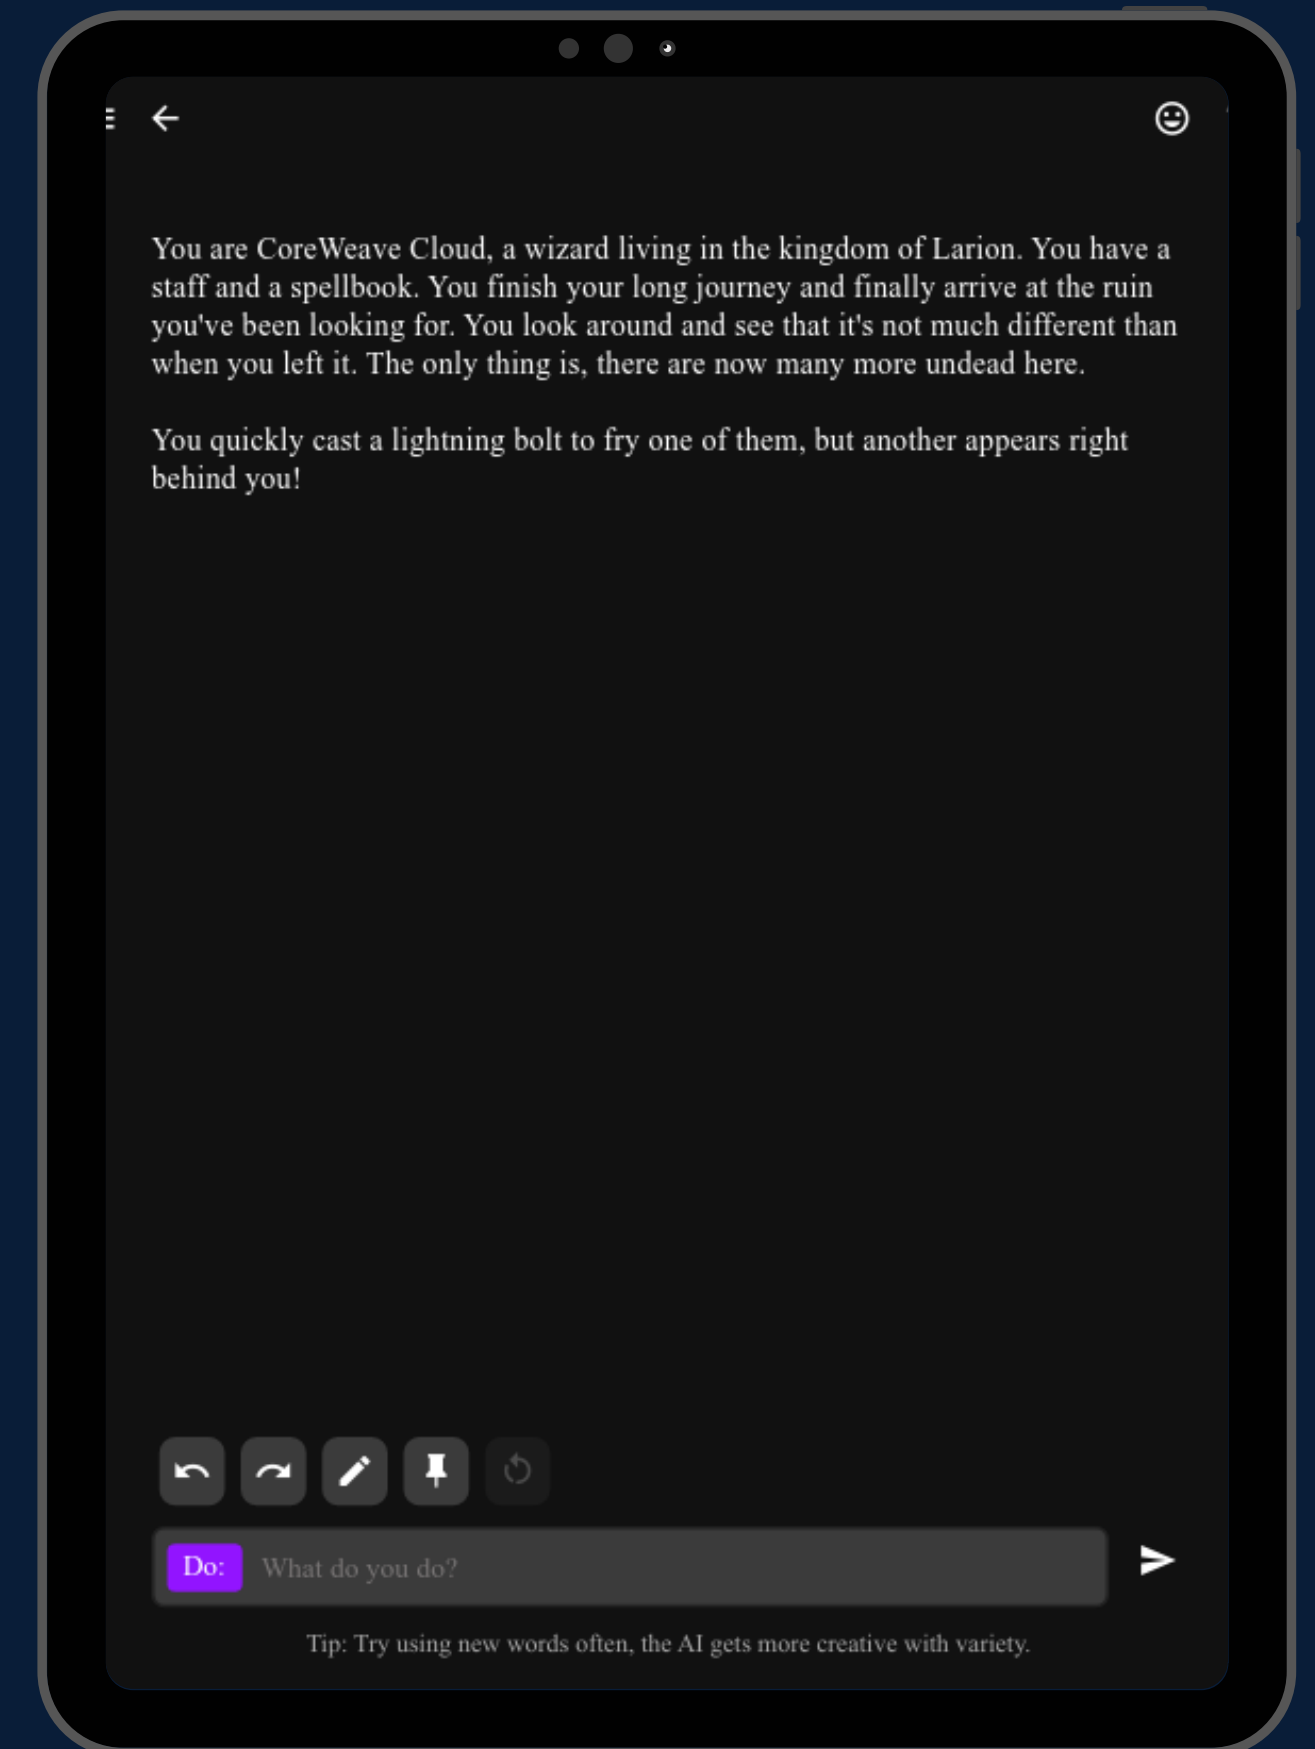 You are CoreWeave Cloud, a wizard living in the kingdom of Larion. You have a
staff and a spellbook. You finish your long journey and finally arrive at the ruin
you've been looking for. You look around and see that it's not much different than
when you left it. The only thing is, there are now many more undead here.
You quickly cast a lightning bolt to fry one of them, but another appears right
behind you!
Do: What do you do?
Tip: Try using new words often, the AI gets more creative with variety.